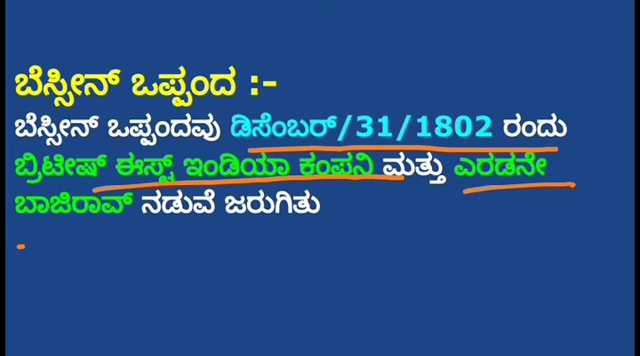 ಬೆಸ್ಸೀನ್ ಒಪ್ಪಂದ :-
ಬೆಸ್ಸೀನ್ ಒಪ್ಪಂದವು ಡಿಸೆಂಬರ್/31/1802 ರಂದು
ಬ್ರಿಟೀಷ್ ಈಸ್ಟ್ ಇಂಡಿಯಾ ಕಂಪನಿ ಮತ್ತು ಎರಡನೇ
ಬಾಜಿರಾವ್ ನಡುವೆ ಜರುಗಿತು